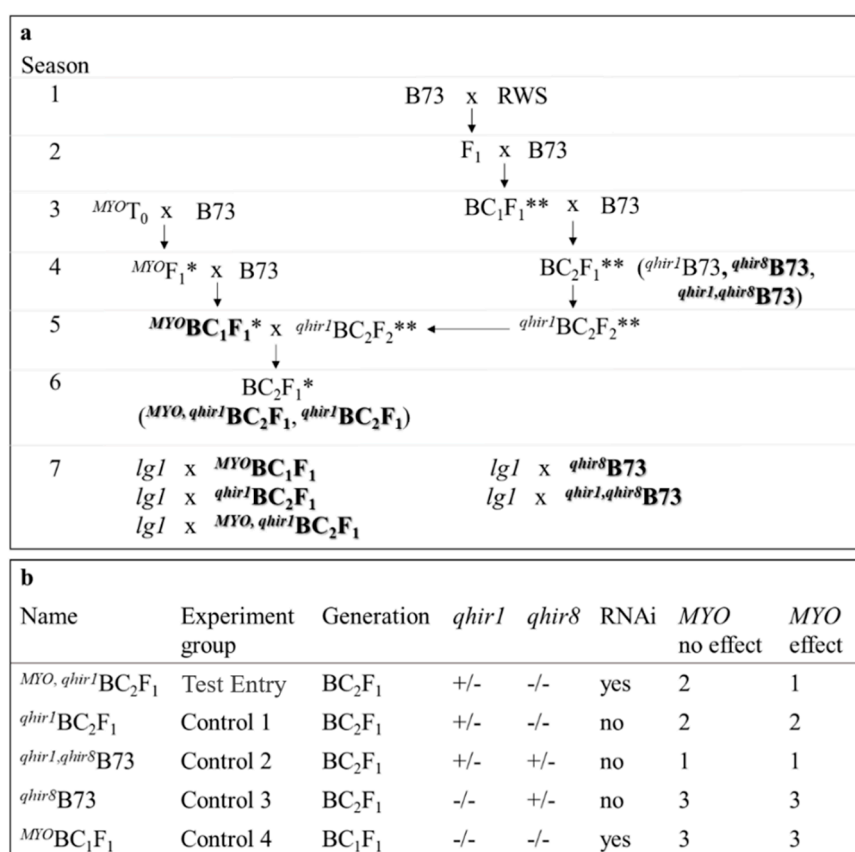 a
Season
1 B73 x RWS
2 F₁ x B73
3 ᴹʸᴼT₀ x B73 BC₁F₁** x B73
4 ᴹʸᴼF₁* x B73 BC₂F₁** (qhir1B73, qhir8B73,
qhir1,qhir8B73)
5 MYOBC₁F₁* x qhir1BC₂F₂** qhir1BC₂F₂**
6 BC₂F₁*
(MYO, qhir1BC₂F₁, qhir1BC₂F₁)
7 lg1 x MYOBC₁F₁ lg1 x qhir8B73
lg1 x qhir1BC₂F₁ lg1 x qhir1,qhir8B73
lg1 x MYO, qhir1BC₂F₁
b
Name Experiment Generation qhir1 qhir8 RNAi MYO MYO
group no effect effect
MYO, qhir1BC₂F₁ Test Entry BC₂F₁ +/- -/- yes 2 1
qhir1BC₂F₁ Control 1 BC₂F₁ +/- -/- no 2 2
qhir1,qhir8B73 Control 2 BC₂F₁ +/- +/- no 1 1
qhir8B73 Control 3 BC₂F₁ -/- +/- no 3 3
MYOBC₁F₁ Control 4 BC₁F₁ -/- -/- yes 3 3